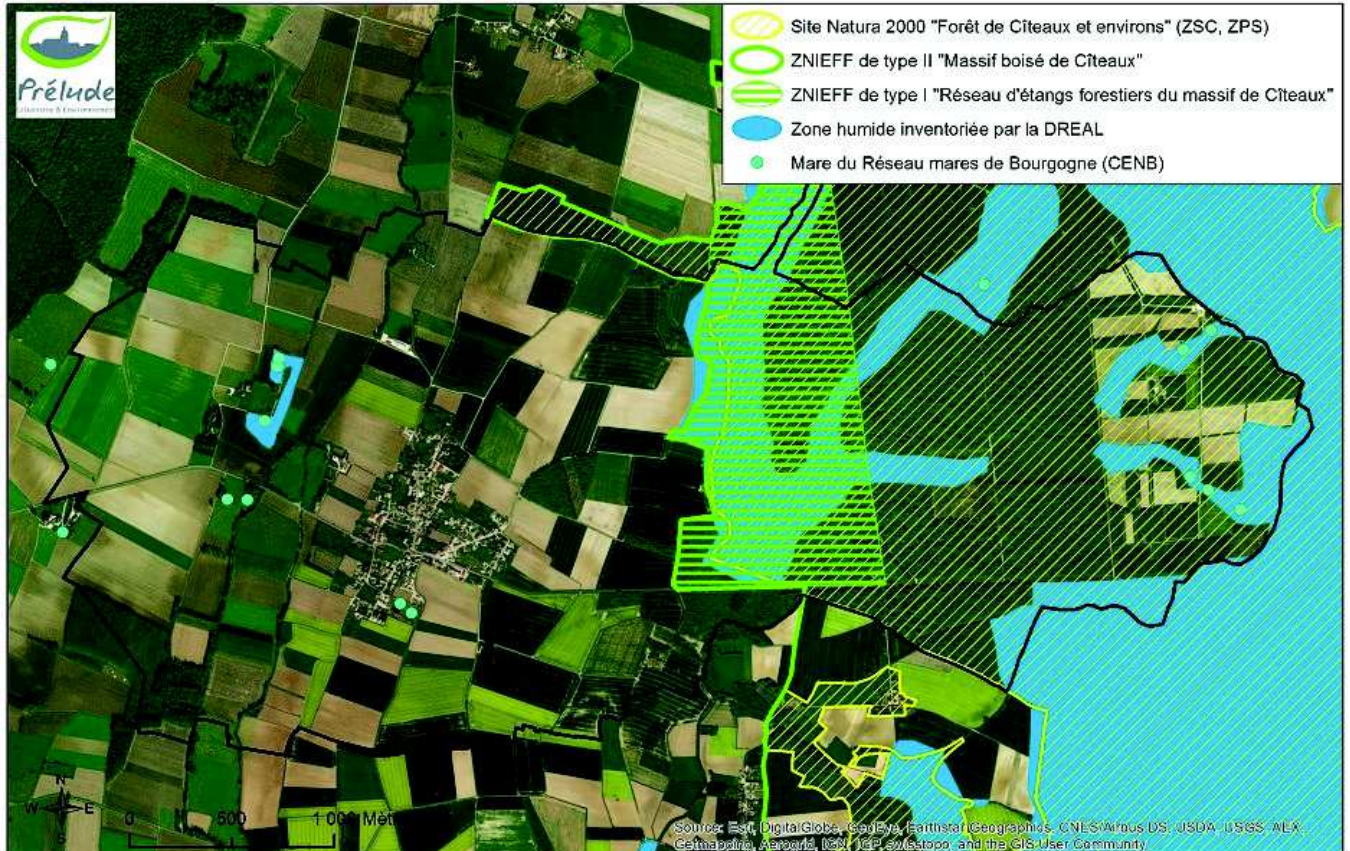 Prélude
Urbanisme & Environnement
Site Natura 2000 "Forêt de Cîteaux et environs" (ZSC, ZPS)
ZNIEFF de type II "Massif boisé de Cîteaux"
ZNIEFF de type I "Réseau d'étangs forestiers du massif de Cîteaux"
Zone humide inventoriée par la DREAL
Mare du Réseau mares de Bourgogne (CENB)
N
W E
S
0 500 1 000 Mèt
Source: Esri, DigitalGlobe, GeoEye, Earthstar Geographics, CNES/Airbus DS, USDA, USGS, AEX,
Getmapping, Aerogrid, IGN, IGP, swisstopo, and the GIS User Community